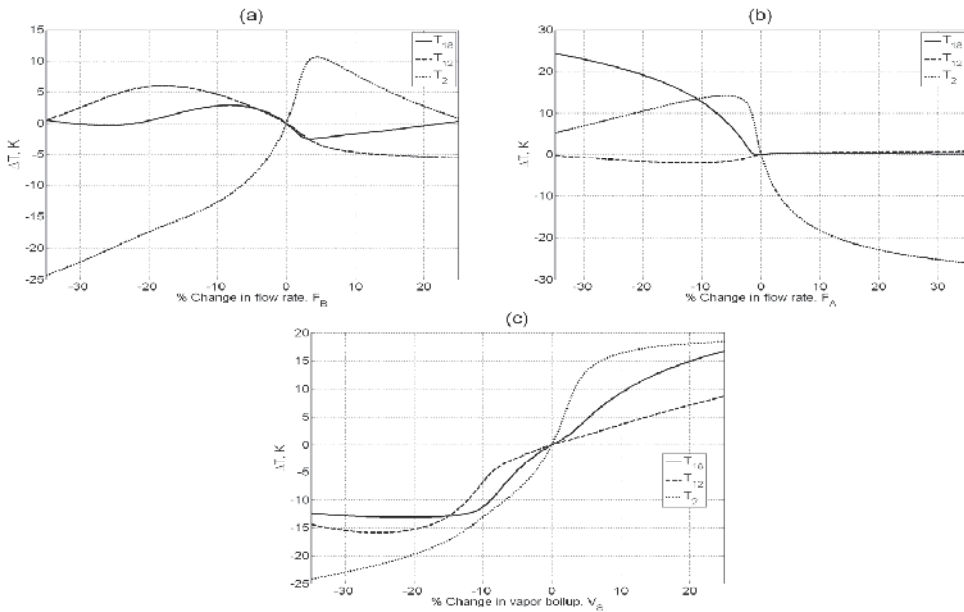 (a)
15
10
5
0
-5
-10
-15
-20
-25
ΔT, K
-30
-20
-10
0
10
20
% Change in flow rate. F_B
T_18
T_12
T_2
(b)
30
20
10
0
-10
-20
30
ΔT, K
-30
-20
-10
0
10
20
30
% Change in flow rate. F_A
T_18
T_12
T_2
(c)
20
15
10
5
0
-5
-10
-15
-20
-25
ΔT, K
-30
-20
-10
0
10
20
% Change in vapor boilup. V_S
T_18
T_12
T_2